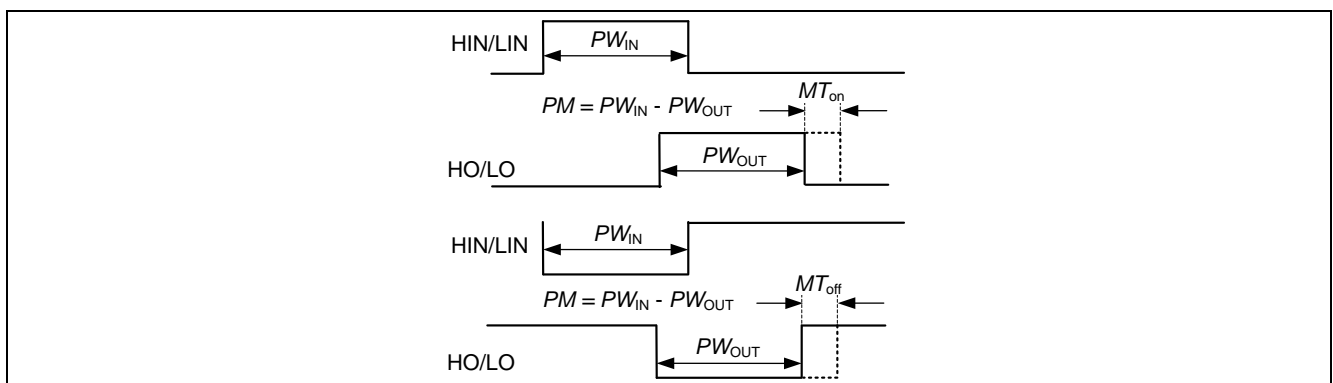 HIN/LIN
PWIN
PM = PWIN - PWOUT
MTon
HO/LO
PWOUT
HIN/LIN
PWIN
PM = PWIN - PWOUT
MToff
HO/LO
PWOUT